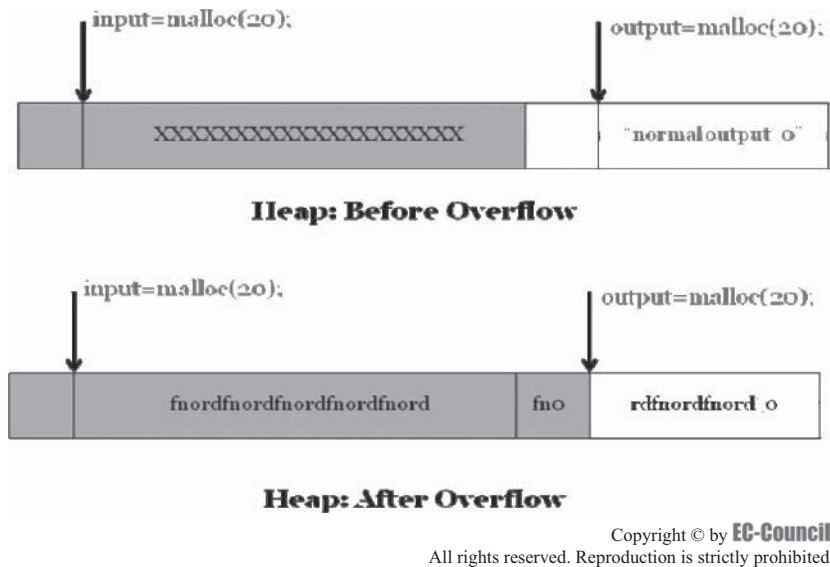 input=malloc(20); output=malloc(20);
XXXXXXXXXXXXXXXXXXXX "normaloutput 0"
Heap: Before Overflow
input=malloc(20); output=malloc(20);
fnordfnordfnordfnordfnord fno rdfnordfnord\0
Heap: After Overflow
Copyright © by EC-Council
All rights reserved. Reproduction is strictly prohibited